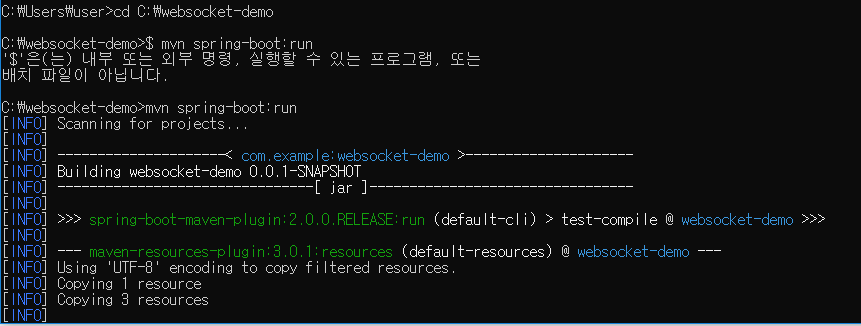 C:\Users\user>cd C:\websocket-demo
C:\websocket-demo>$ mvn spring-boot:run
'$'은(는) 내부 또는 외부 명령, 실행할 수 있는 프로그램, 또는
배치 파일이 아닙니다.
C:\websocket-demo>mvn spring-boot:run
[INFO] Scanning for projects...
[INFO]
[INFO] ---------------------< com.example:websocket-demo >---------------------
[INFO] Building websocket-demo 0.0.1-SNAPSHOT
[INFO] --------------------------------[ jar ]---------------------------------
[INFO]
[INFO] >>> spring-boot-maven-plugin:2.0.0.RELEASE:run (default-cli) > test-compile @ websocket-demo >>>
[INFO]
[INFO] --- maven-resources-plugin:3.0.1:resources (default-resources) @ websocket-demo ---
[INFO] Using 'UTF-8' encoding to copy filtered resources.
[INFO] Copying 1 resource
[INFO] Copying 3 resources
[INFO]